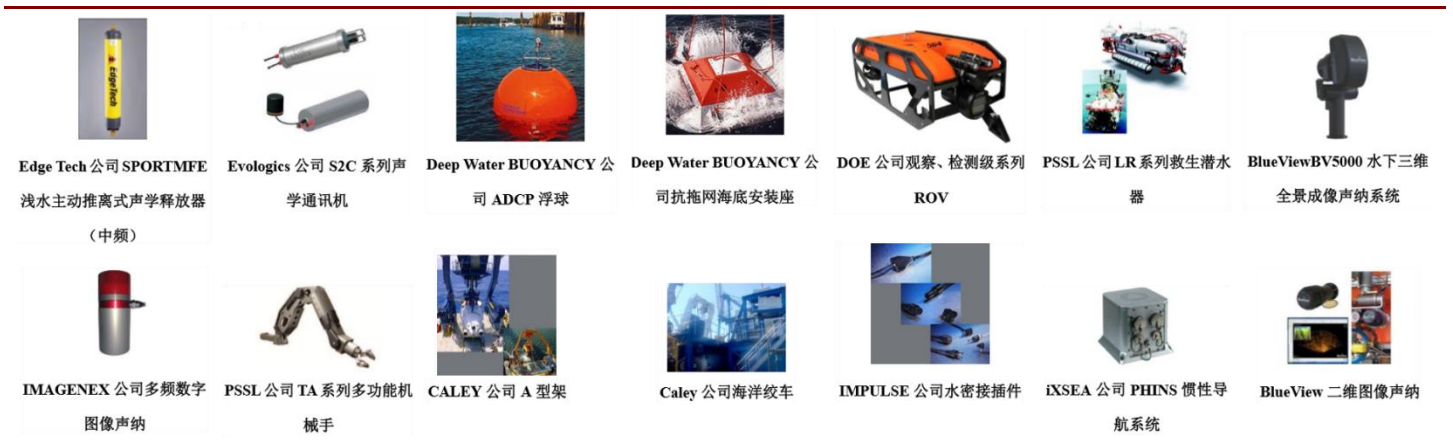 EdgeTech
Edge Tech 公司 SPORTMFE
浅水主动推离式声学释放器
（中频）
Evologics 公司 S2C 系列声
学通讯机
Deep Water BUOYANCY 公
司 ADCP 浮球
Deep Water BUOYANCY 公
司抗拖网海底安装座
DOE 公司观察、检测级系列
ROV
PSSL 公司 LR 系列救生潜水
器
BlueViewBV5000 水下三维
全景成像声纳系统
IMAGENEX 公司多频数字
图像声纳
PSSL 公司 TA 系列多功能机
械手
CALEY 公司 A 型架
Caley 公司海洋绞车
IMPULSE 公司水密接插件
iXSEA 公司 PHINS 惯性导
航系统
BlueView 二维图像声纳